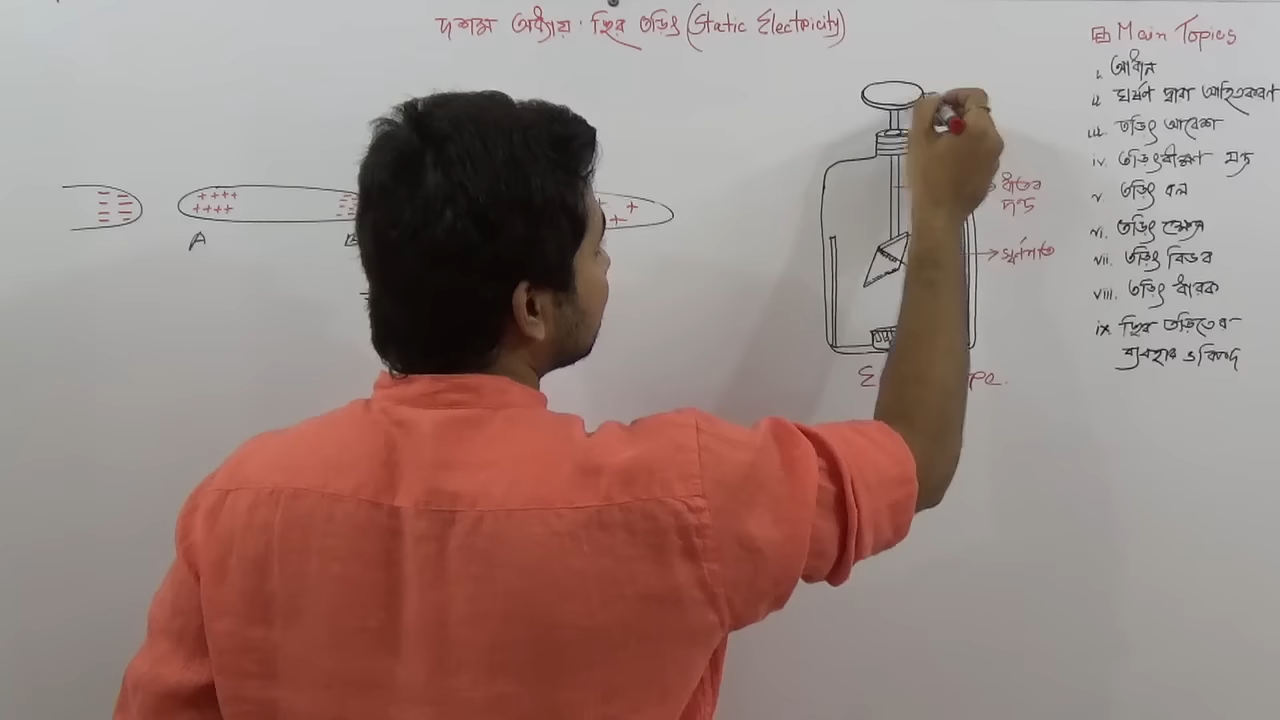 দশম অধ্যায়: স্থির তড়িৎ (Static Electricity)
Main Topics
i. আধান
ii. ঘর্ষণ দ্বারা আহিতকরণ
iii. তড়িৎ আবেশ
iv. তড়িৎবীক্ষণ যন্ত্র
v. তড়িৎ বল
vi. তড়িৎ ক্ষেত্র
vii. তড়িৎ বিভব
viii. তড়িৎ ধারক
ix. স্থির তড়িতের
ব্যবহার ও বিপদ
A
ধাতব
দণ্ড
স্বর্ণপাত